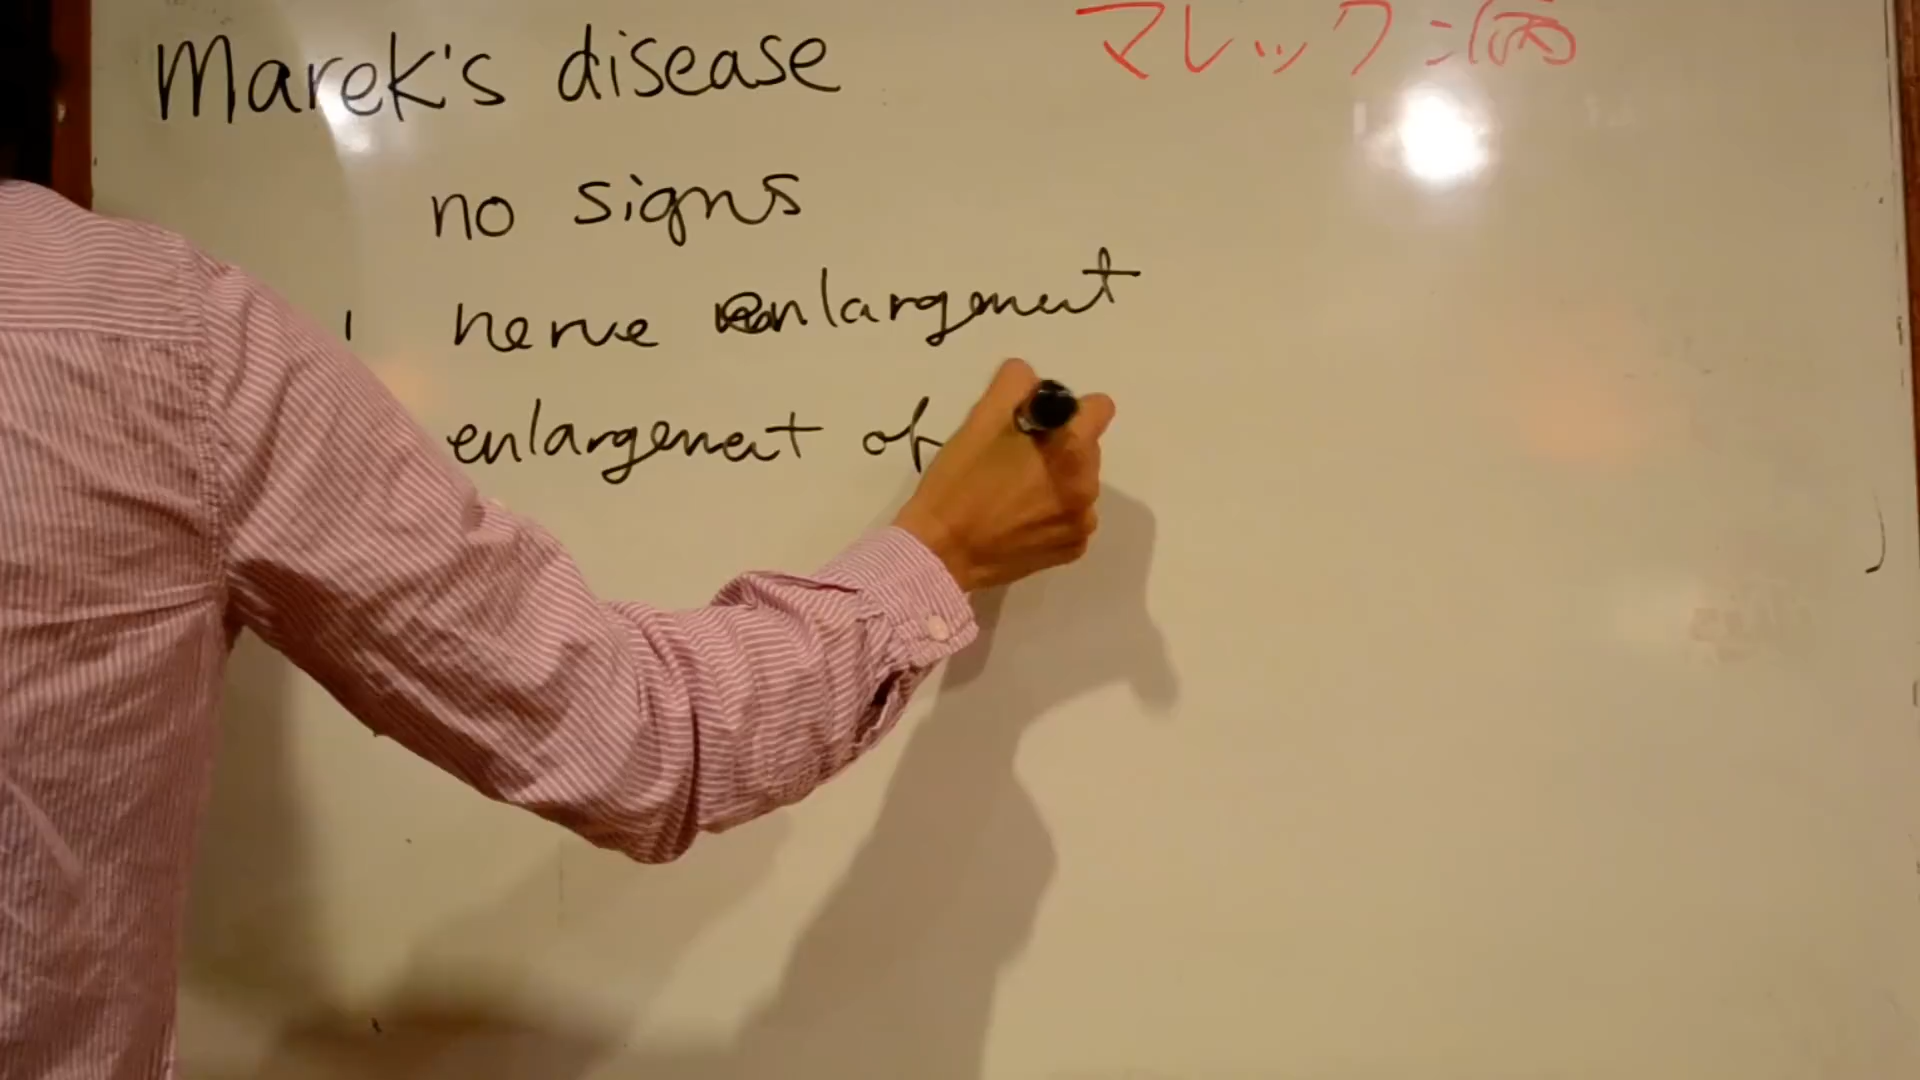 Marek's disease
マレック病
no signs
nerve enlargement
enlargement of